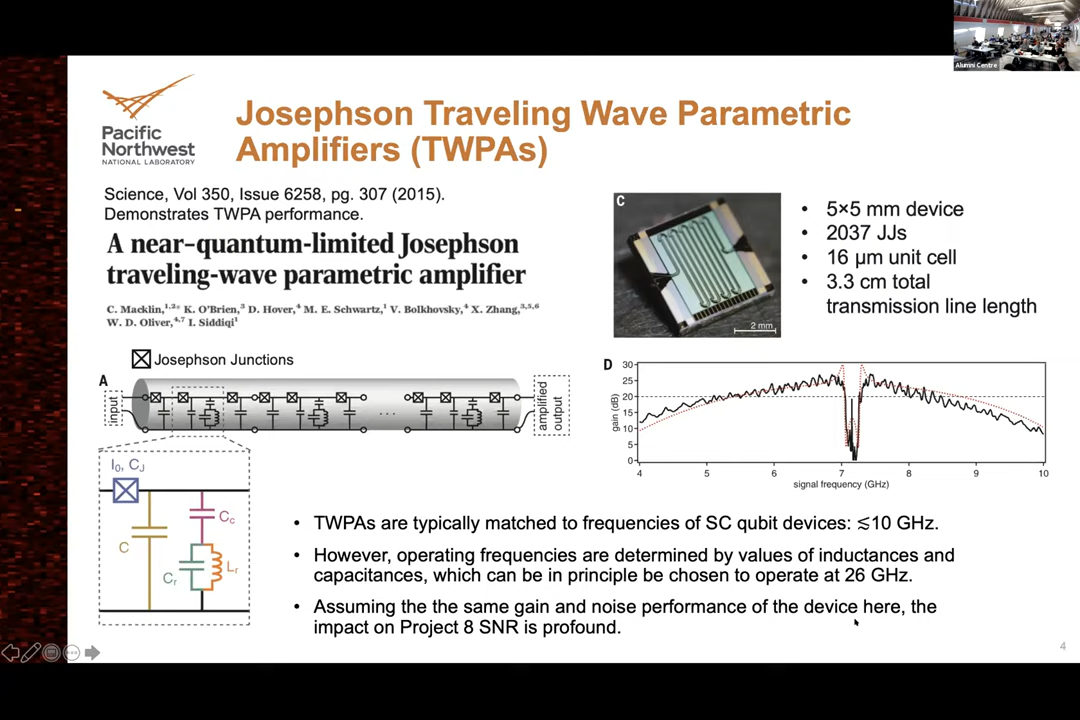 Alumni Centre
Pacific
Northwest
NATIONAL LABORATORY
Josephson Traveling Wave Parametric
Amplifiers (TWPAs)
Science, Vol 350, Issue 6258, pg. 307 (2015).
Demonstrates TWPA performance.
A near-quantum-limited Josephson
traveling-wave parametric amplifier
C. Macklin,¹,²* K. O'Brien,³ D. Hover,⁴ M. E. Schwartz,¹ V. Bolkhovsky,⁴ X. Zhang,³,⁵,⁶
W. D. Oliver,⁴,⁷ I. Siddiqi¹
C
2 mm
• 5×5 mm device
• 2037 JJs
• 16 µm unit cell
• 3.3 cm total
transmission line length
Josephson Junctions
A
input
amplified
output
I₀, C_J
C
C_c
C_r
L_r
D
gain (dB)
30
25
20
15
10
5
0
4 5 6 7 8 9 10
signal frequency (GHz)
• TWPAs are typically matched to frequencies of SC qubit devices: ≲10 GHz.
• However, operating frequencies are determined by values of inductances and
capacitances, which can be in principle be chosen to operate at 26 GHz.
• Assuming the the same gain and noise performance of the device here, the
impact on Project 8 SNR is profound.
4